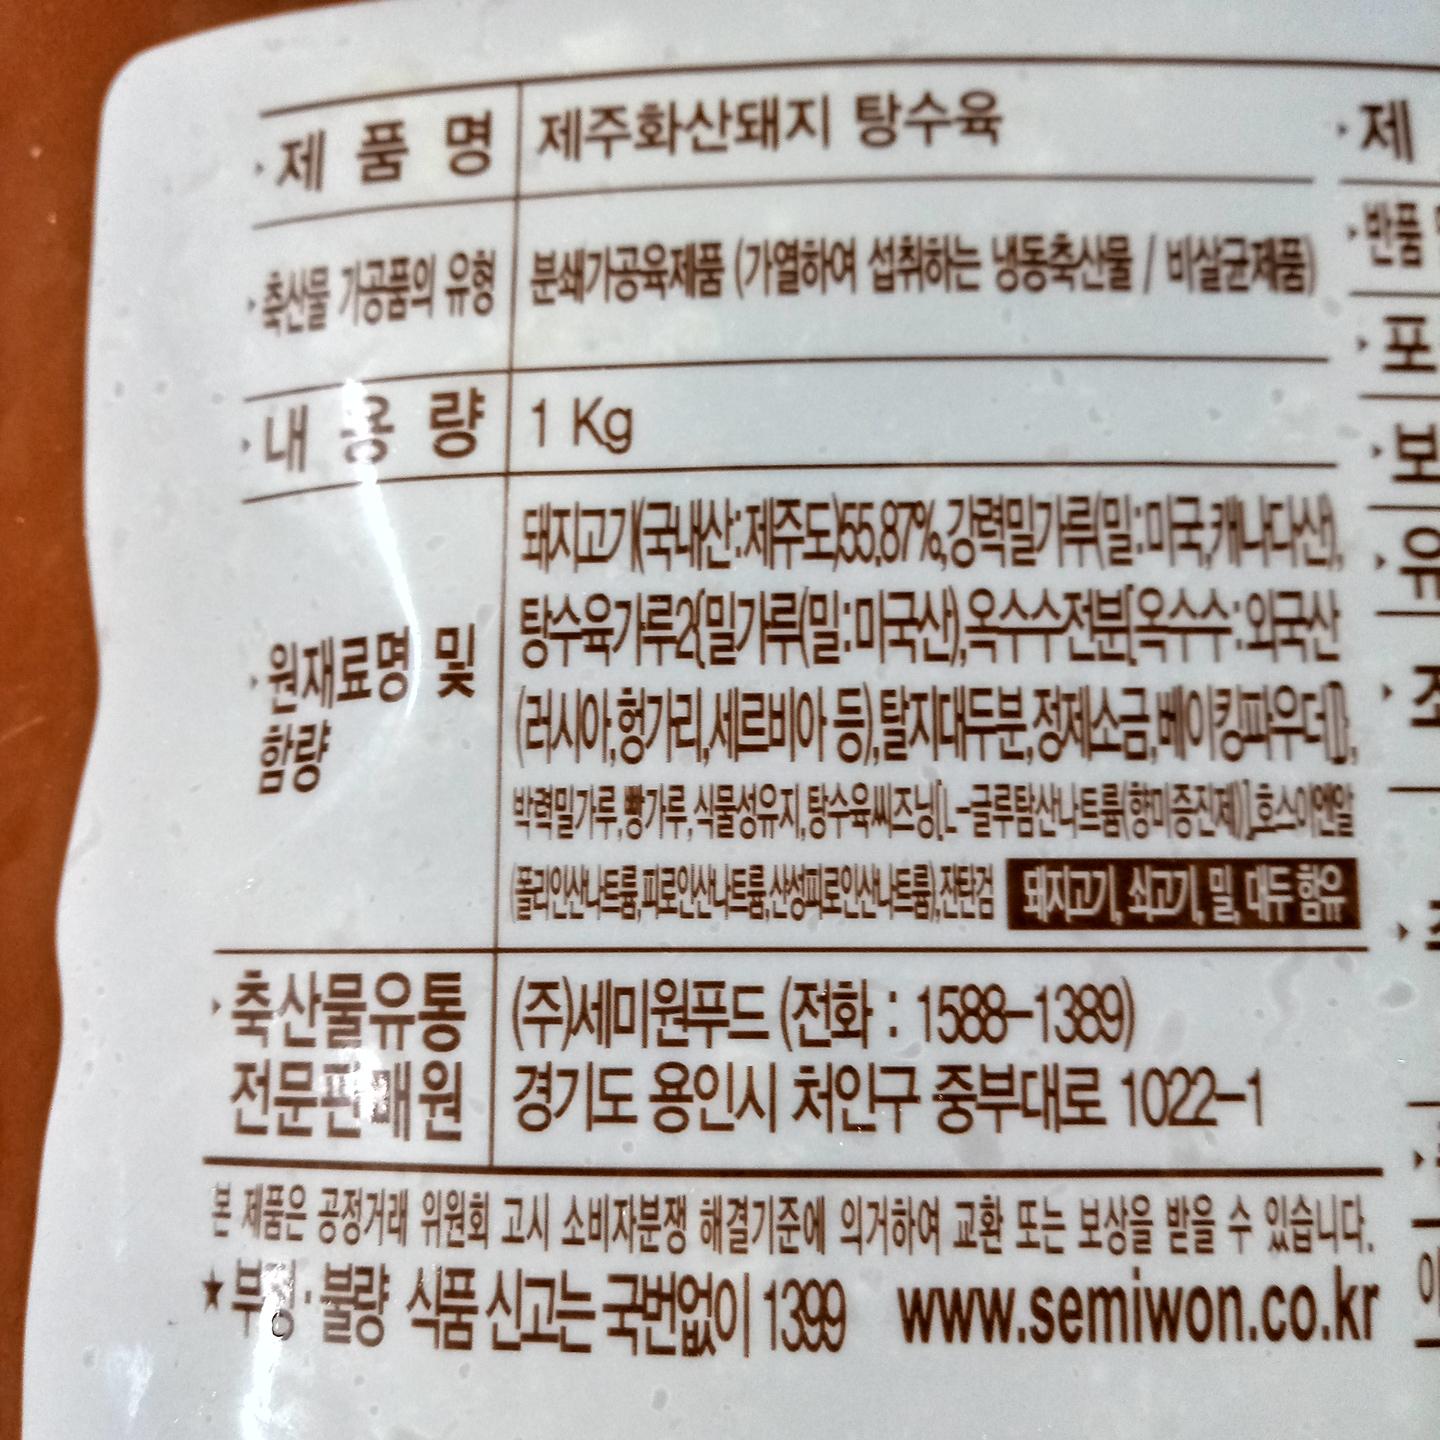 제품명 제주화산돼지 탕수육
축산물 가공품의 유형 분쇄가공육제품 (가열하여 섭취하는 냉동축산물 / 비살균제품)
내용량 1 Kg
원재료명 및 함량
돼지고기(국내산:제주도)55.87%,강력밀가루(밀:미국,캐나다산),
탕수육가루2{밀가루(밀:미국산),옥수수전분[옥수수:외국산
(러시아,헝가리,세르비아 등),탈지대두분,정제소금,베이킹파우더]},
박력밀가루,빵가루,식물성유지,탕수육씨즈닝[L-글루탐산나트륨(향미증진제)],호스이엔알
(폴리인산나트륨,피로인산나트륨,산성피로인산나트륨),잔탄검 돼지고기, 쇠고기, 밀, 대두 함유
축산물유통 전문판매원
(주)세미원푸드 (전화 : 1588-1389)
경기도 용인시 처인구 중부대로 1022-1
본 제품은 공정거래 위원회 고시 소비자분쟁 해결기준에 의거하여 교환 또는 보상을 받을 수 있습니다.
★부정·불량 식품 신고는 국번없이 1399 www.semiwon.co.kr
제
반품
포
보
유